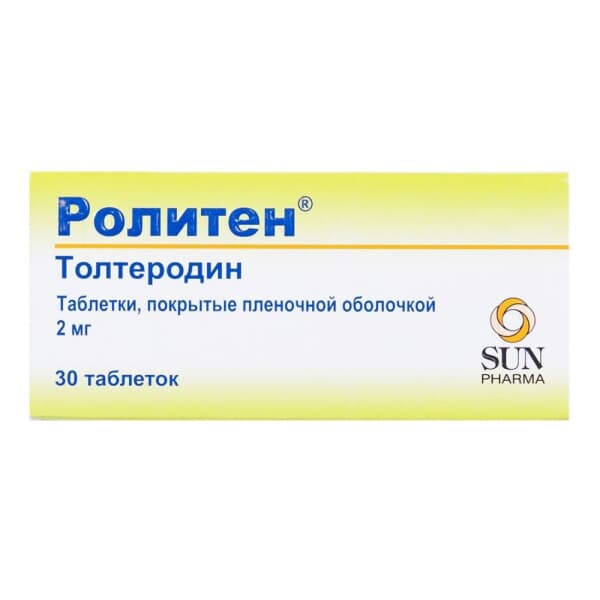 Ролитен®
Толтеродин
Таблетки, покрытые пленочной оболочкой
2 мг
30 таблеток
SUN
PHARMA